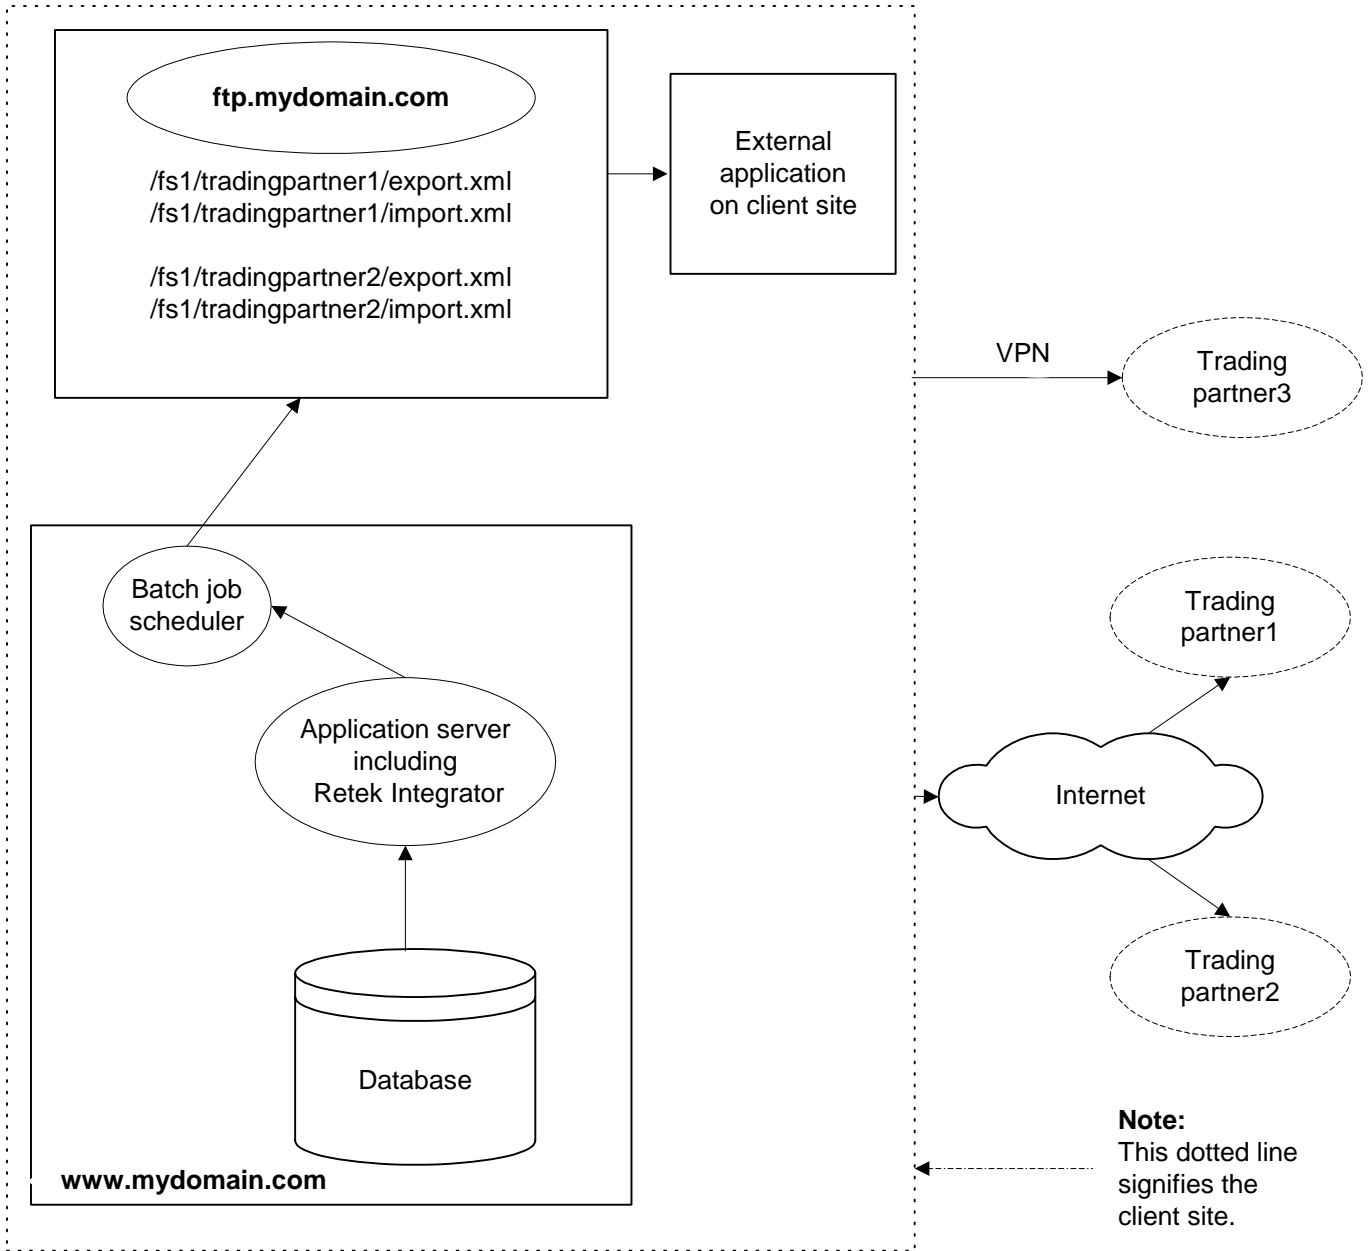 ftp.mydomain.com
/fs1/tradingpartner1/export.xml
/fs1/tradingpartner1/import.xml
/fs1/tradingpartner2/export.xml
/fs1/tradingpartner2/import.xml
External
application
on client site
VPN
Trading
partner3
Batch job
scheduler
Application server
including
Retek Integrator
Database
www.mydomain.com
Trading
partner1
Internet
Trading
partner2
Note:
This dotted line
signifies the
client site.